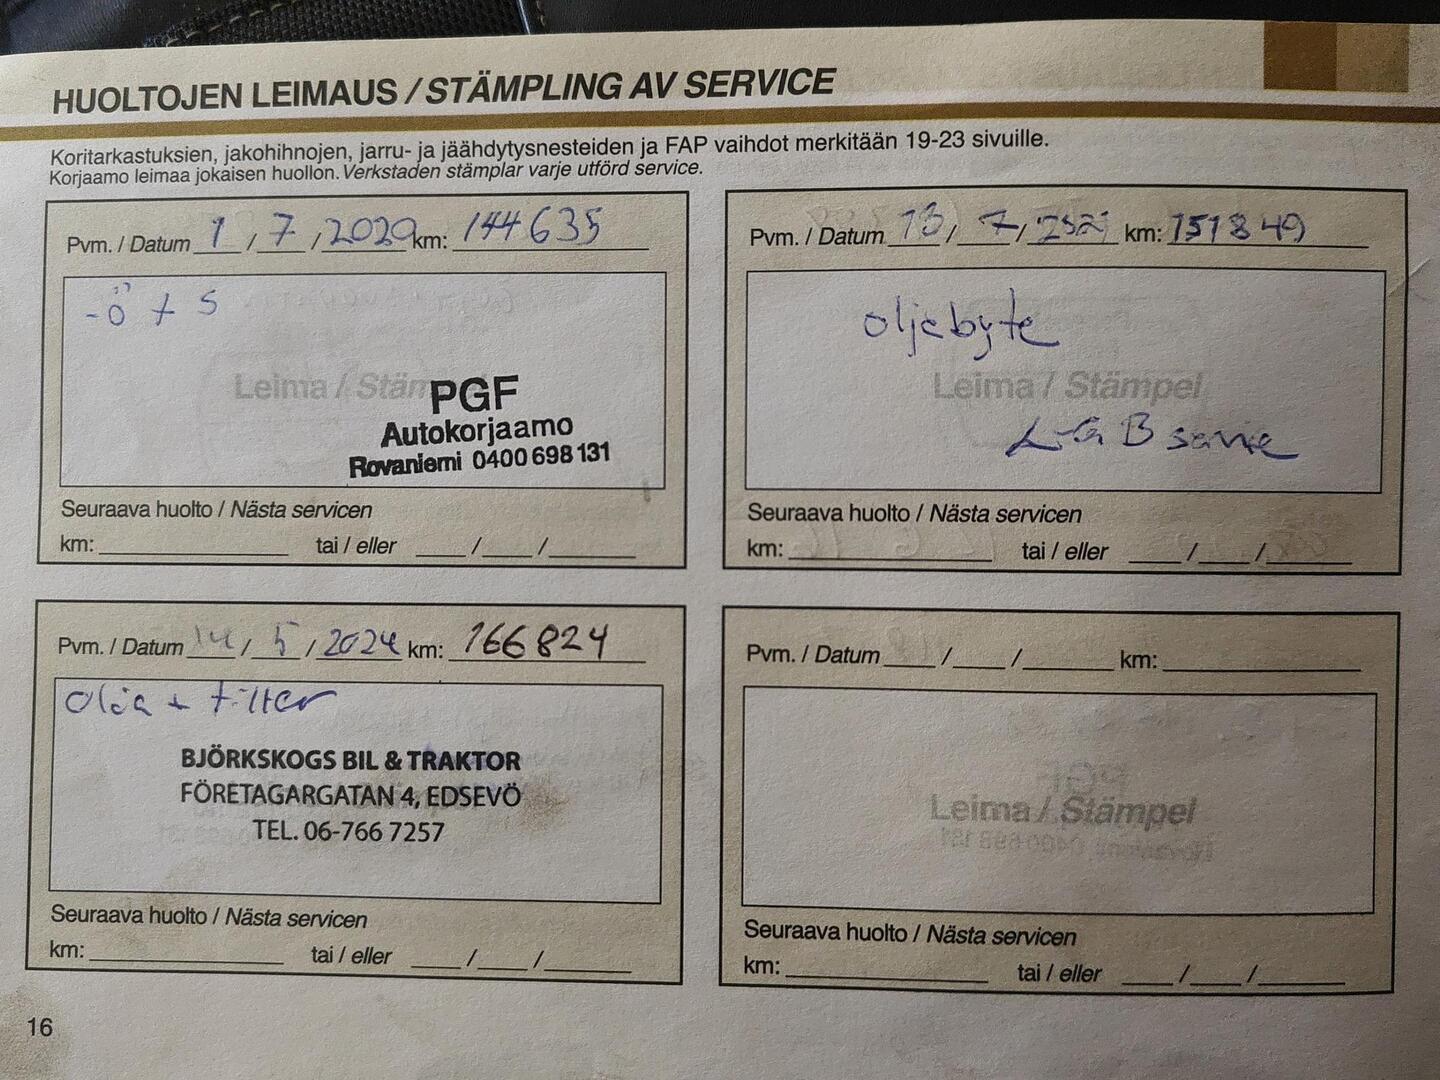 HUOLTOJEN LEIMAUS / STÄMPLING AV SERVICE
Koritarkastuksien, jakohihnojen, jarru- ja jäähdytysnesteiden ja FAP vaihdot merkitään 19-23 sivuille.
Korjaamo leimaa jokaisen huollon. Verkstaden stämplar varje utförd service.
Pvm. / Datum 1 / 7 / 2020 km: 144635
-ö + S
Leima / Stämpel
PGF
Autokorjaamo
Rovaniemi 0400 698 131
Seuraava huolto / Nästa servicen
km: tai / eller / /
Pvm. / Datum 13 / 7 / km: 151849
oljebyte
Leima / Stämpel
L-G B service
Seuraava huolto / Nästa servicen
km: tai / eller / /
Pvm. / Datum 14 / 5 / 2024 km: 166824
Olja + filter
BJÖRKSKOGS BIL & TRAKTOR
FÖRETAGARGATAN 4, EDSEVÖ
TEL. 06-766 7257
Seuraava huolto / Nästa servicen
km: tai / eller / /
Pvm. / Datum / / km:
Leima / Stämpel
Seuraava huolto / Nästa servicen
km: tai / eller / /
16